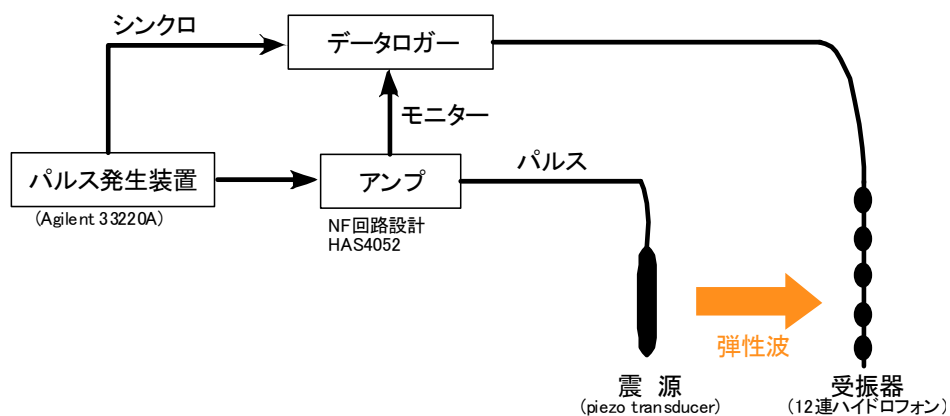 シンクロ
データロガー
モニター
パルス発生装置
(Agilent 33220A)
アンプ
パルス
NF回路設計
HAS4052
弾性波
震 源
(piezo transducer)
受振器
(12連ハイドロフォン)